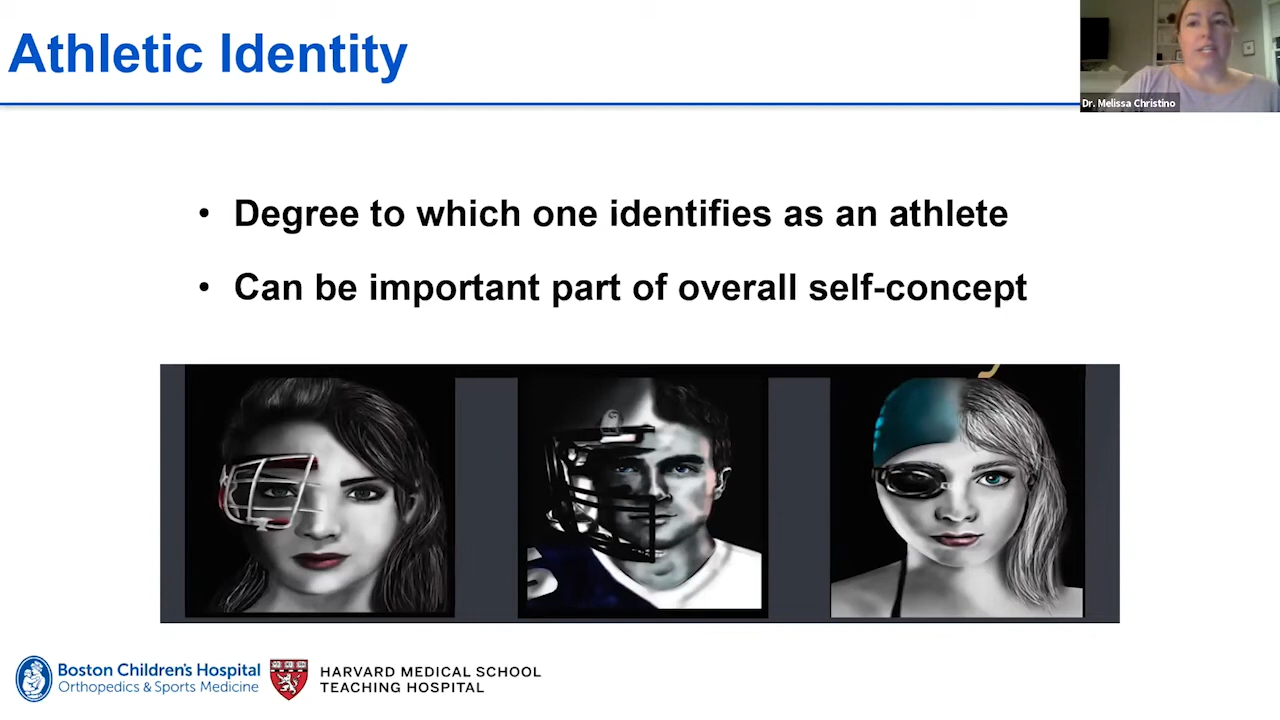 Athletic Identity
Dr. Melissa Christino
• Degree to which one identifies as an athlete
• Can be important part of overall self-concept
Boston Children's Hospital
Orthopedics & Sports Medicine
HARVARD MEDICAL SCHOOL
TEACHING HOSPITAL